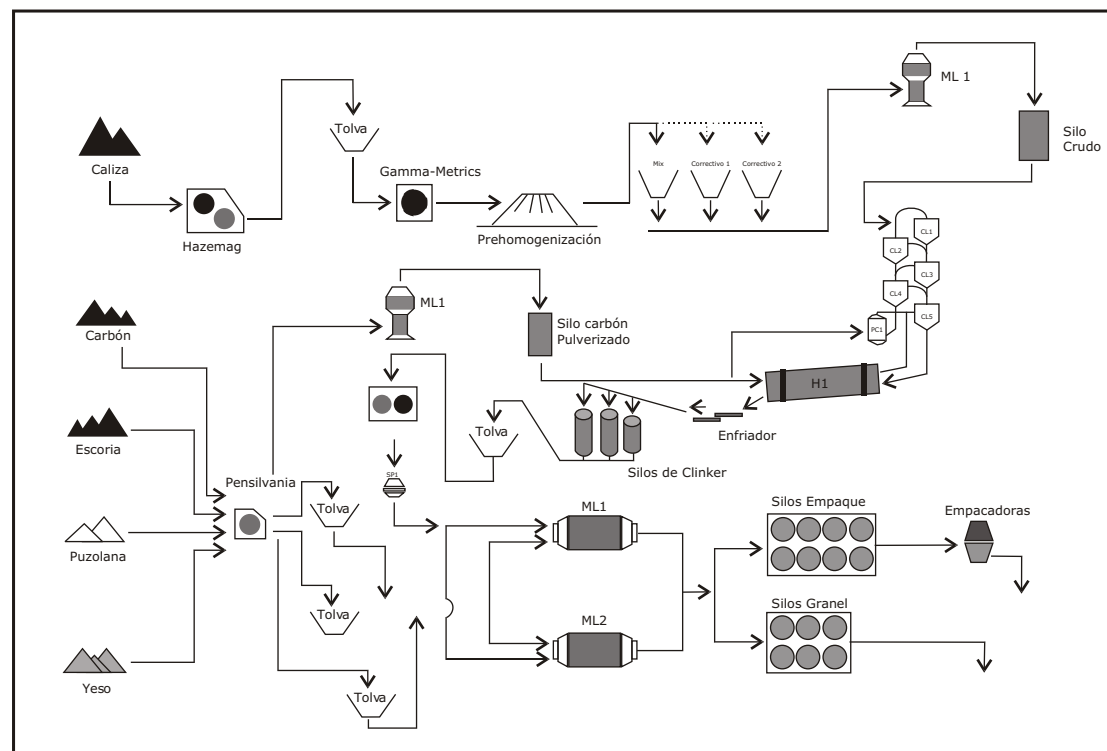 ML 1
Tolva
Silo
Crudo
Caliza
Gamma-Metrics
Mix
Correctivo 1
Correctivo 2
Hazemag
Prehomogenización
CL1
CL2
CL3
CL4
CL5
PC1
ML1
Carbón
Silo carbón
Pulverizado
H1
Escoria
Tolva
Enfriador
Silos de Clinker
SP1
Pensilvania
Tolva
ML1
Silos Empaque
Empacadoras
Puzolana
Tolva
ML2
Silos Granel
Yeso
Tolva